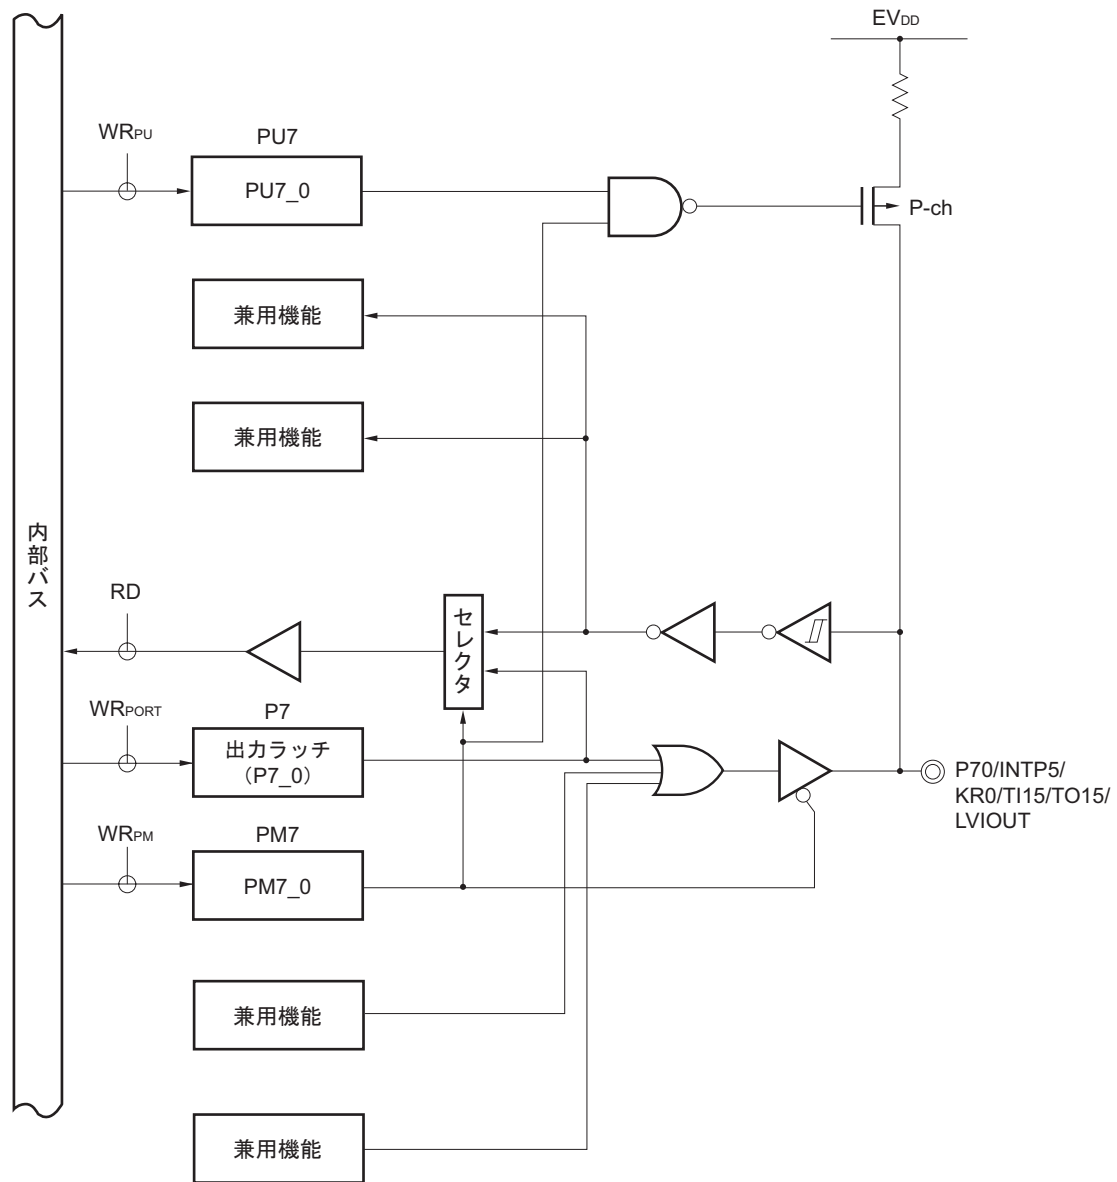 EVDD
WRPU
PU7
PU7_0
P-ch
兼用機能
兼用機能
内部バス
RD
セレクタ
WRPORT
P7
出力ラッチ
（P7_0）
P70/INTP5/
KR0/TI15/TO15/
LVIOUT
WRPM
PM7
PM7_0
兼用機能
兼用機能